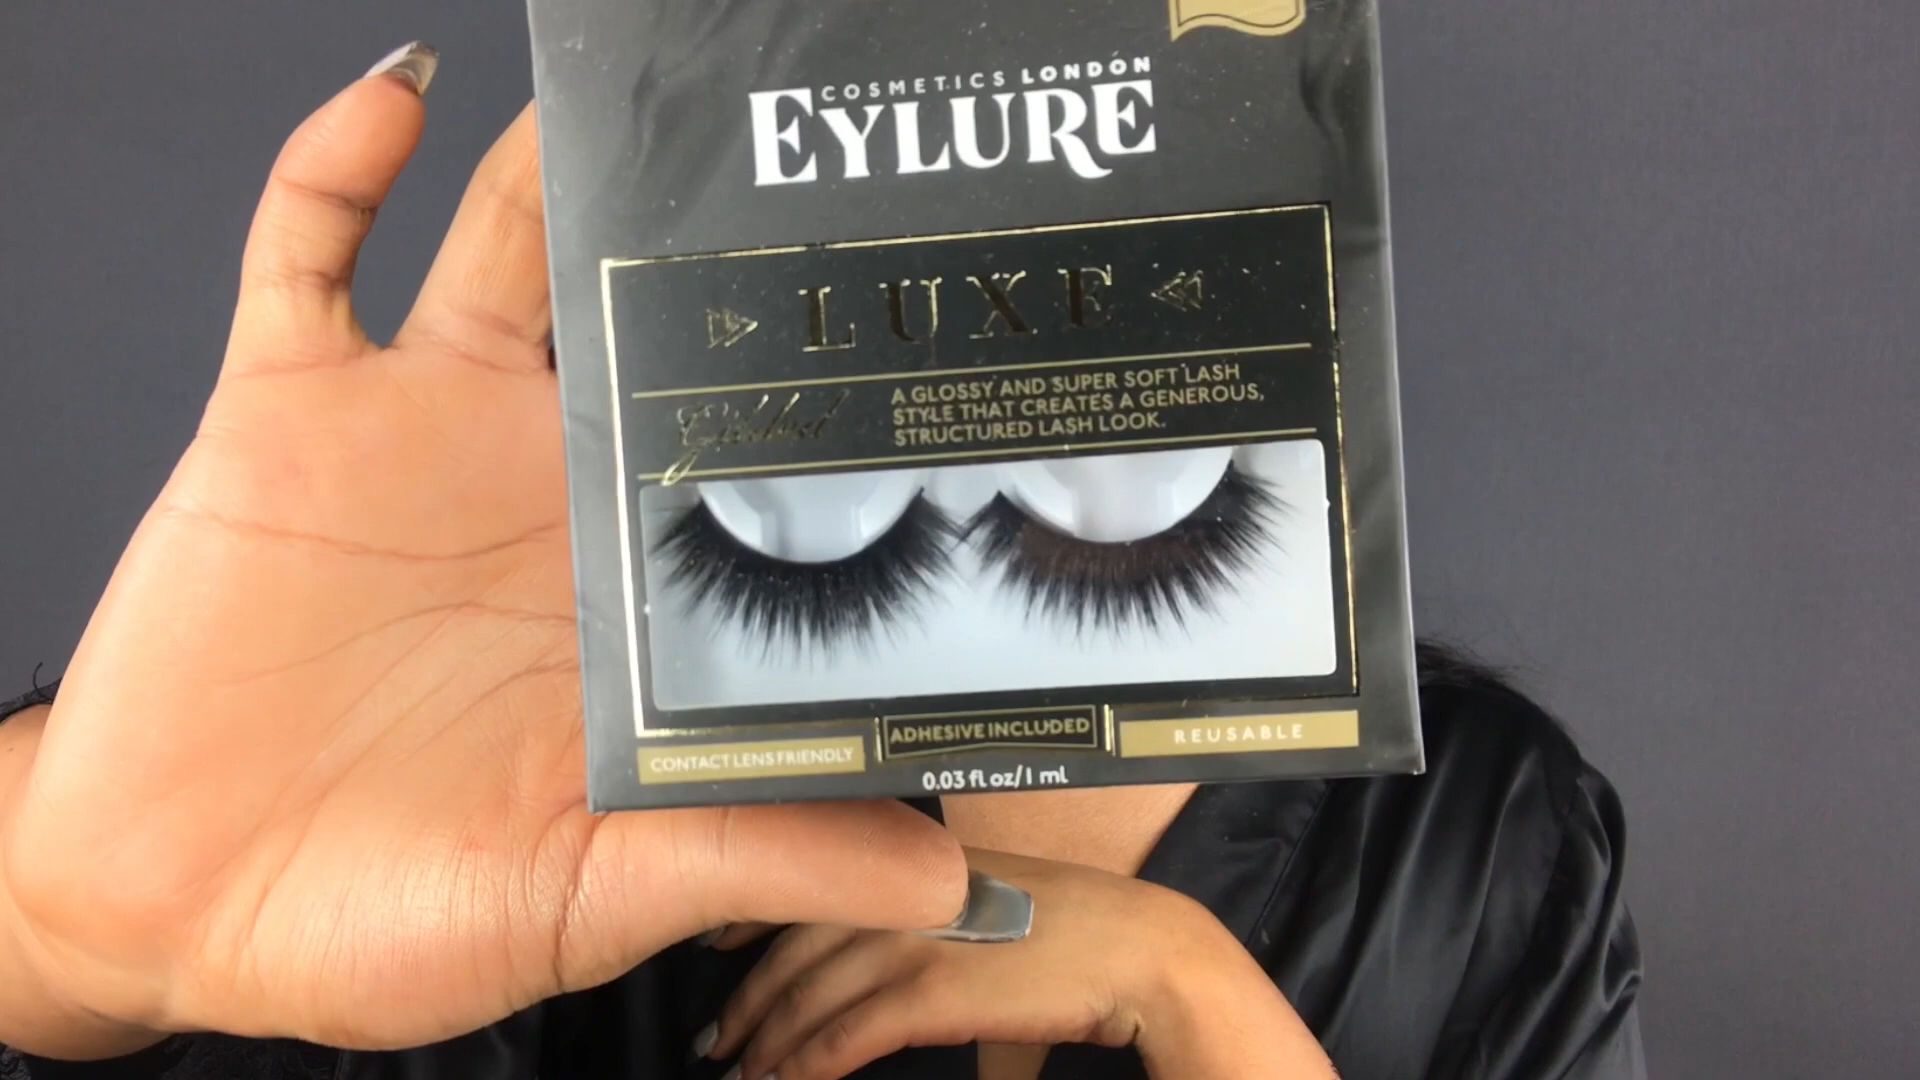 COSMETICS LONDON
EYLURE
LUXE
Gilded
A GLOSSY AND SUPER SOFT LASH
STYLE THAT CREATES A GENEROUS,
STRUCTURED LASH LOOK.
CONTACT LENS FRIENDLY
ADHESIVE INCLUDED
REUSABLE
0.03 fl oz/1 ml